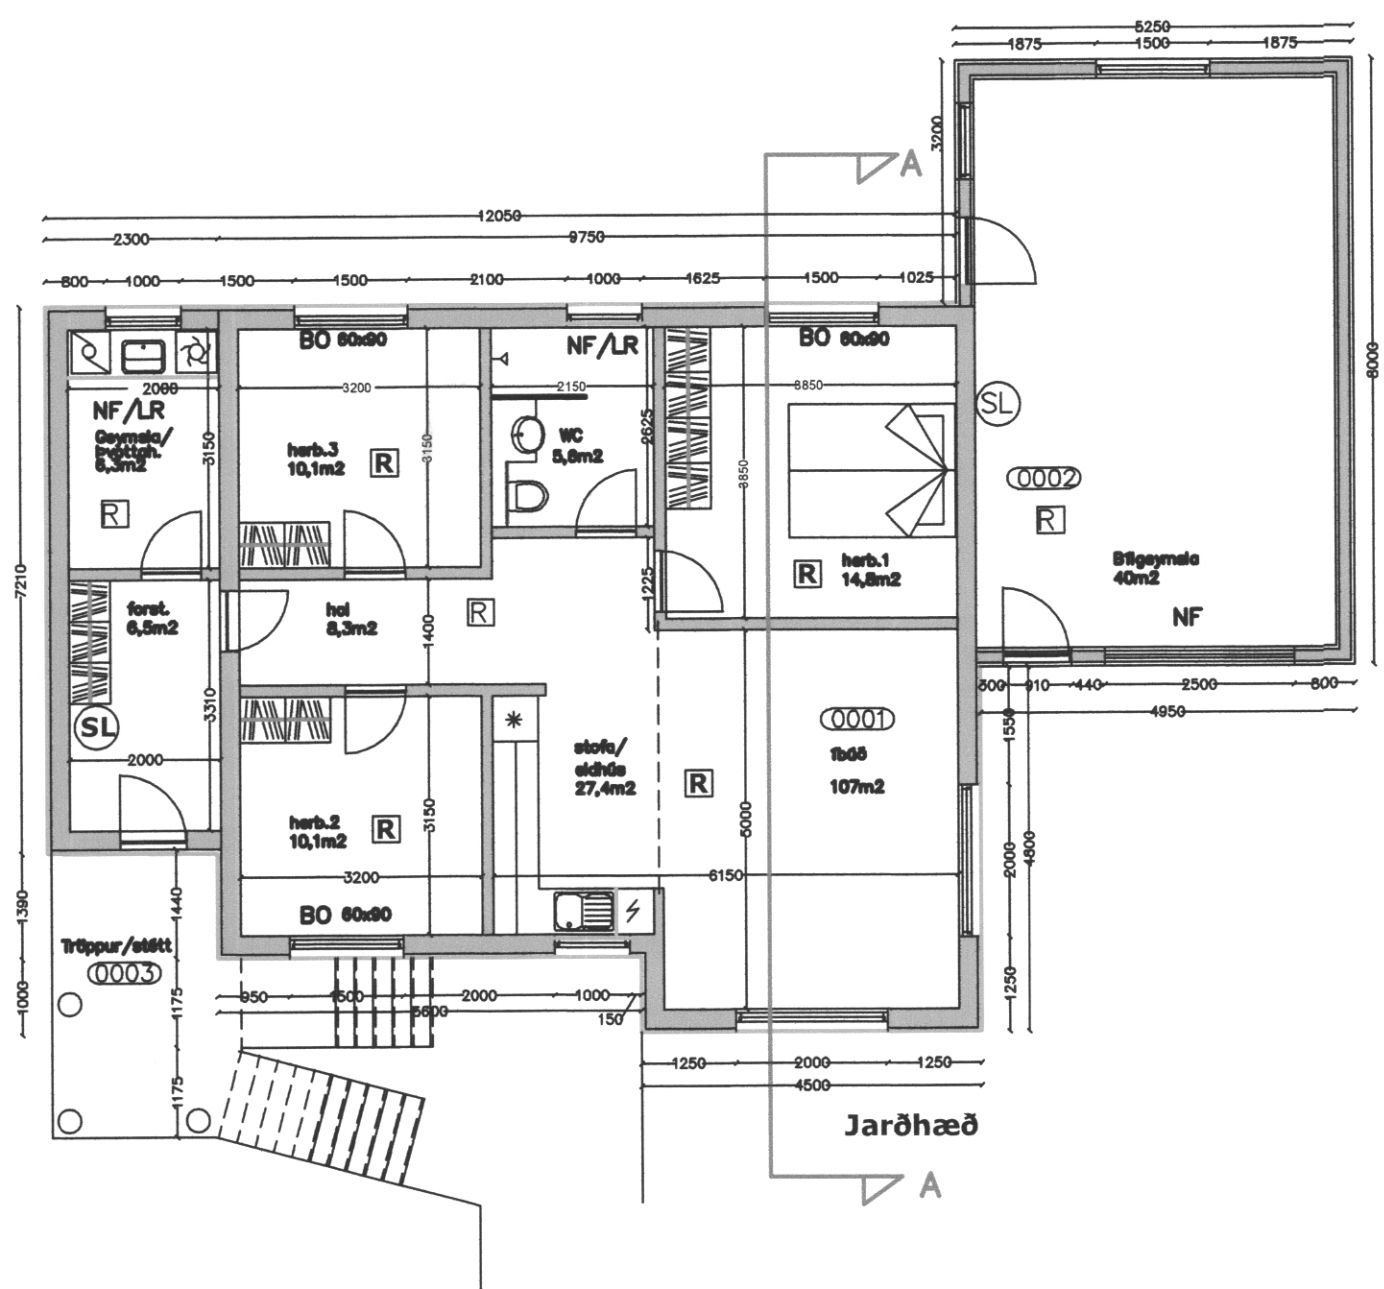 5250
1875 1500 1875
3200
A
12050
2300 9750
800 1000 1500 1500 2100 1000 1625 1500 1025
8000
BO 60x90
NF/LR
BO 60x90
2000
3200
2150
3850
NF/LR
Geymsla/
Þvottah.
6,3m2
3150
R
herb.3
10,1m2
R
3150
WC
5,6m2
2625
3850
SL
0002
R
Bílgeymsla
40m2
NF
herb.1
14,8m2
R
7210
forst.
6,5m2
hol
8,3m2
R
1400
1225
300 910 440 2500 800
4950
1550
SL
3310
2000
stofa/
eldhús
27,4m2
R
0001
Íbúð
107m2
herb.2
10,1m2
R
3150
5000
2000
4800
3200
6150
BO 60x90
1390
1440
Tröppur/stétt
0003
1000
1175
1175
950 1500 2000 1000
5600
150
1250
1250 2000 1250
4500
Jarðhæð
A